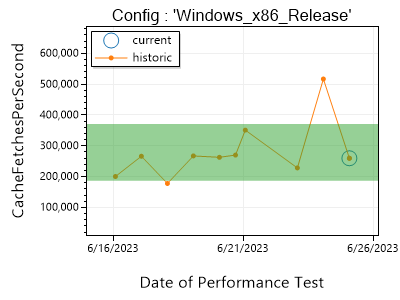 Config : 'Windows_x86_Release'
current
historic
CacheFetchesPerSecond
600,000
500,000
400,000
300,000
200,000
100,000
6/16/2023
6/21/2023
6/26/2023
Date of Performance Test